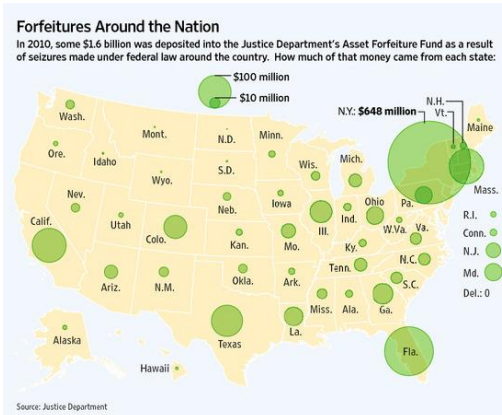 Forfeitures Around the Nation
In 2010, some $1.6 billion was deposited into the Justice Department's Asset Forfeiture Fund as a result
of seizures made under federal law around the country. How much of that money came from each state:
$100 million
$10 million
N.Y.: $648 million
N.H.
Vt.
Maine
Wash.
Mont.
N.D.
Minn.
Ore.
Idaho
S.D.
Wis.
Mich.
Wyo.
Mass.
Nev.
Neb.
Iowa
Ohio
Pa.
R.I.
Calif.
Utah
Colo.
Ill.
Ind.
W.Va.
Va.
Conn.
Kan.
Mo.
Ky.
N.J.
Ariz.
N.M.
Okla.
Ark.
Tenn.
N.C.
Md.
S.C.
Del.: 0
Miss.
Ala.
Ga.
Texas
La.
Alaska
Fla.
Hawaii
Source: Justice Department